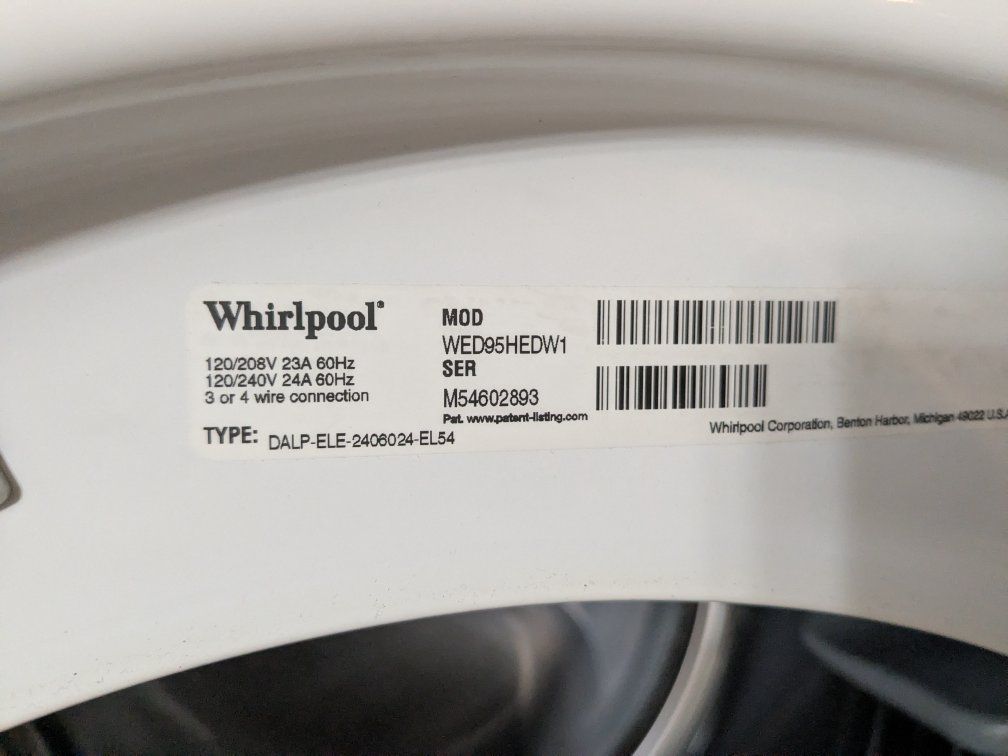 Whirlpool®
120/208V 23A 60Hz
120/240V 24A 60Hz
3 or 4 wire connection
TYPE: DALP-ELE-2406024-EL54
MOD
WED95HEDW1
SER
M54602893
Pat. www.patent-listing.com
Whirlpool Corporation, Benton Harbor, Michigan 49022 U.S.A